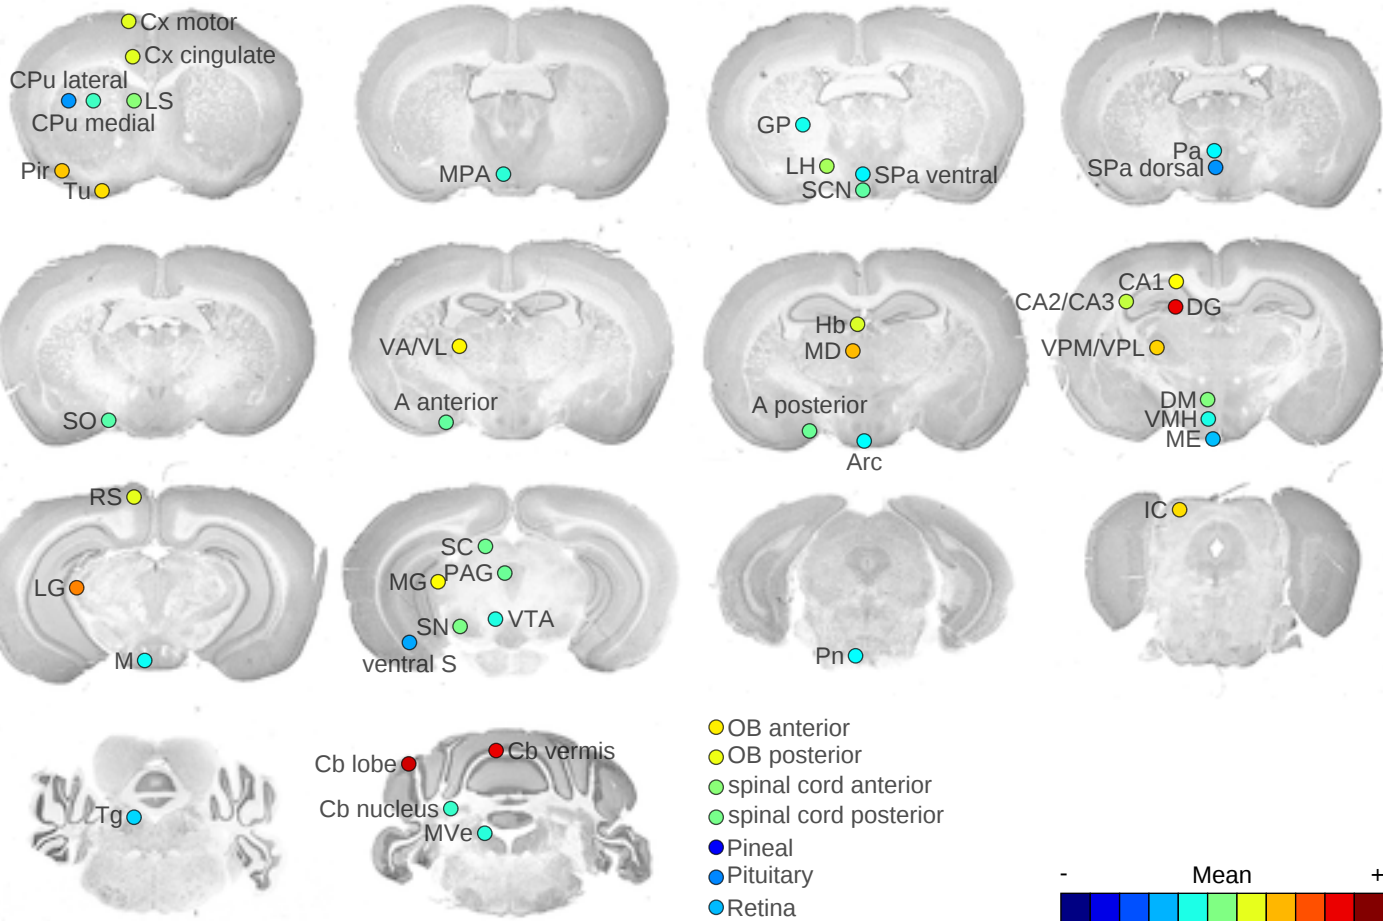 Cx motor
Cx cingulate
CPu lateral
LS
CPu medial
Pir
Tu
MPA
GP
LH
SPa ventral
SCN
Pa
SPa dorsal
SO
VA/VL
A anterior
Hb
MD
A posterior
Arc
CA1
CA2/CA3
DG
VPM/VPL
DM
VMH
ME
RS
LG
M
SC
MG
PAG
SN
VTA
ventral S
Pn
IC
Tg
Cb lobe
Cb vermis
Cb nucleus
MVe
OB anterior
OB posterior
spinal cord anterior
spinal cord posterior
Pineal
Pituitary
Retina
- Mean +